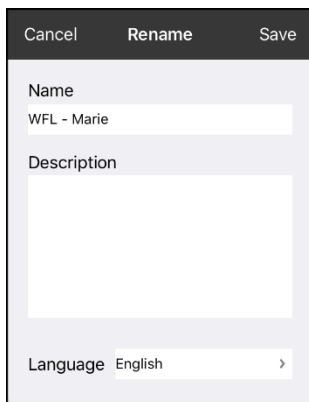 Cancel Rename Save
Name
WFL - Marie
Description
Language English >